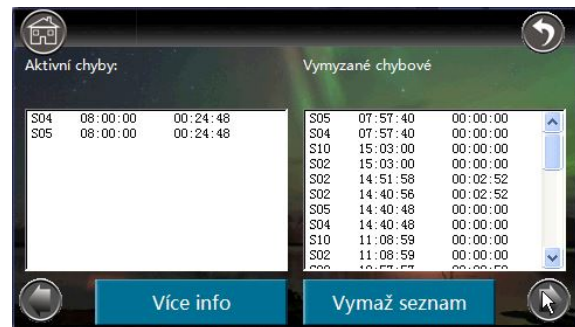 Aktivní chyby:
S04 08:00:00 00:24:48
S05 08:00:00 00:24:48
Vymyzané chybové
S05 07:57:40 00:00:00
S04 07:57:40 00:00:00
S10 15:03:00 00:00:00
S02 15:03:00 00:00:00
S02 14:51:58 00:02:52
S02 14:40:56 00:02:52
S05 14:40:48 00:00:00
S04 14:40:48 00:00:00
S10 11:08:59 00:00:00
S02 11:08:59 00:00:00
Více info
Vymaž seznam